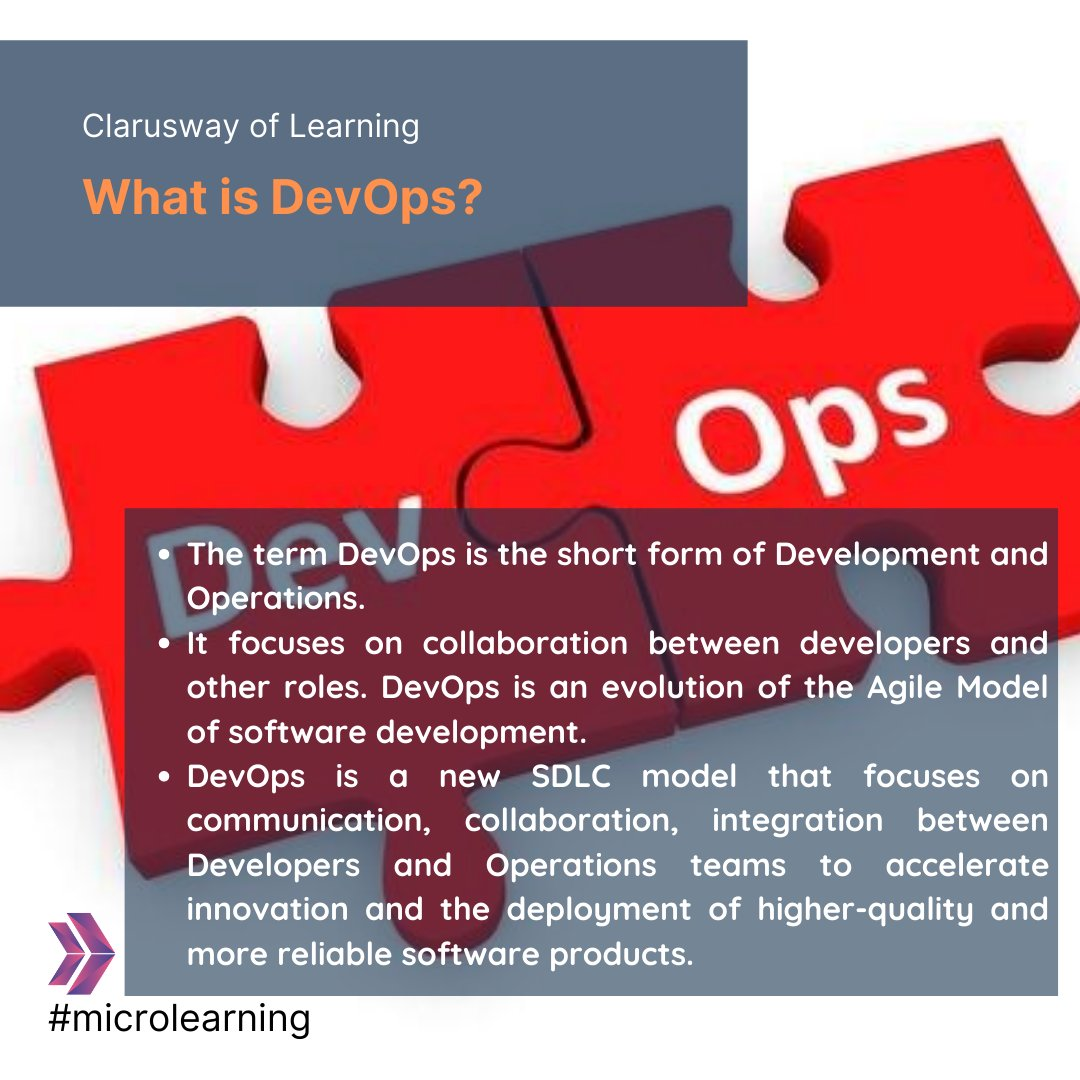 Clarusway of Learning
What is DevOps?
Ops
Dev
• The term DevOps is the short form of Development and
Operations.
• It focuses on collaboration between developers and
other roles. DevOps is an evolution of the Agile Model
of software development.
• DevOps is a new SDLC model that focuses on
communication, collaboration, integration between
Developers and Operations teams to accelerate
innovation and the deployment of higher-quality and
more reliable software products.
#microlearning